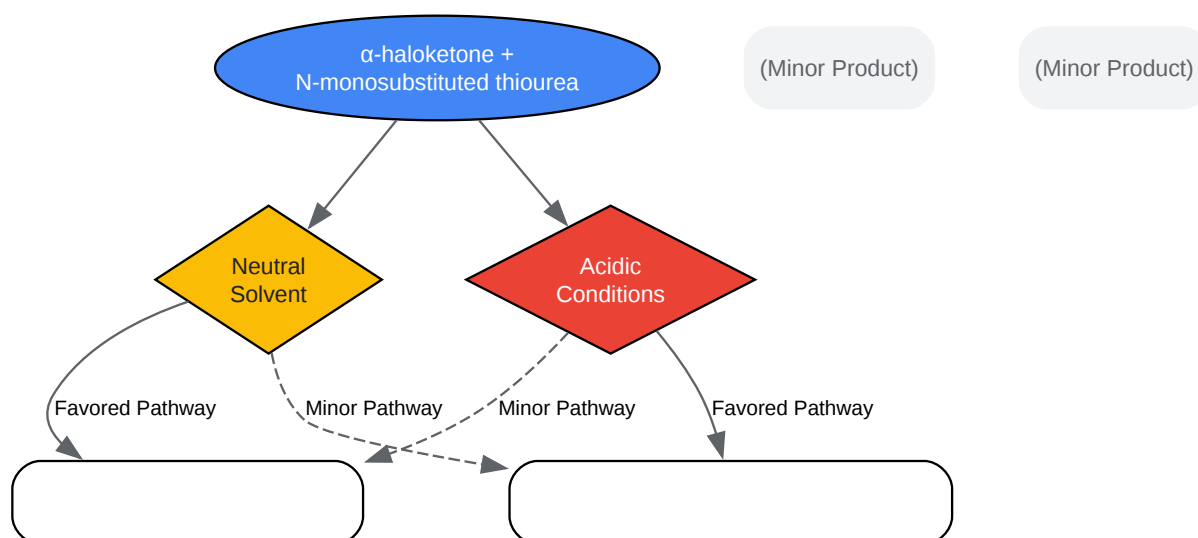 α-haloketone +
N-monosubstituted thiourea
(Minor Product)
(Minor Product)
Neutral
Solvent
Acidic
Conditions
Favored Pathway
Minor Pathway
Minor Pathway
Favored Pathway